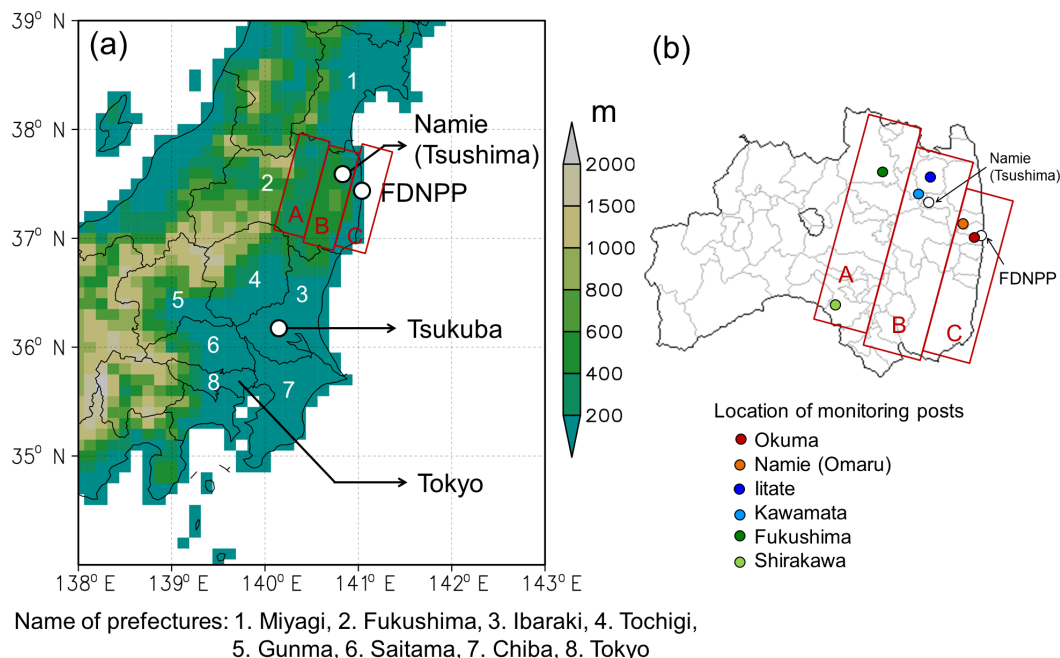 (a)
(b)
39° N
38° N
37° N
36° N
35° N
138° E
139° E
140° E
141° E
142° E
143° E
1
2
3
4
5
6
7
8
A
B
C
Namie
(Tsushima)
FDNPP
Tsukuba
Tokyo
m
2000
1500
1000
800
600
400
200
A
B
C
Namie
(Tsushima)
FDNPP
Location of monitoring posts
Okuma
Namie (Omaru)
Iitate
Kawamata
Fukushima
Shirakawa
Name of prefectures: 1. Miyagi, 2. Fukushima, 3. Ibaraki, 4. Tochigi,
5. Gunma, 6. Saitama, 7. Chiba, 8. Tokyo